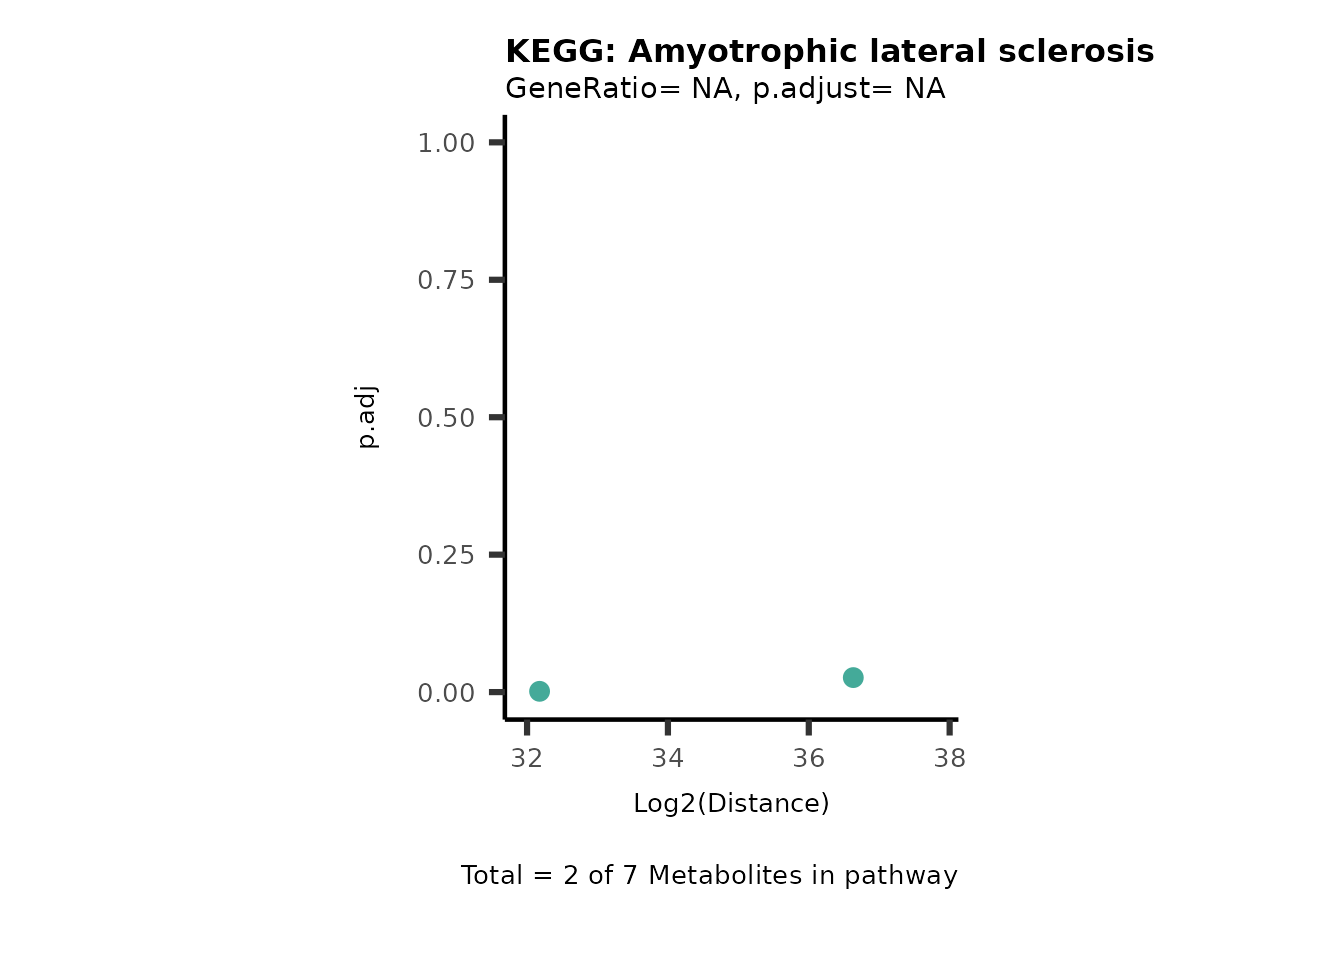 KEGG: Amyotrophic lateral sclerosis
GeneRatio= NA, p.adjust= NA
1.00
0.75
0.50
0.25
0.00
p.adj
32 34 36 38
Log2(Distance)
Total = 2 of 7 Metabolites in pathway